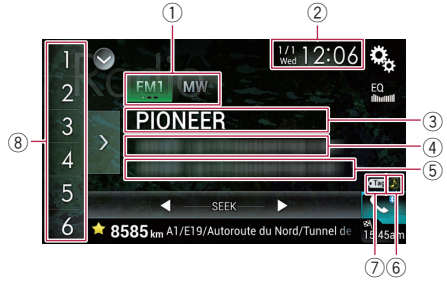 ①
②
1
2
3
4
5
6
Radio
1/1
Wed
12:06
EQ
FM1
MW
PIONEER
③
④
⑤
⑧
SEEK
8585 km A1/E19/Autoroute du Nord/Tunnel de
45am
⑦
⑥